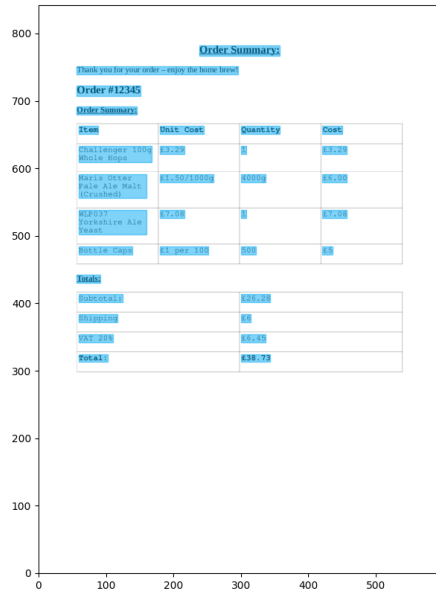 Order Summary:
Thank you for your order – enjoy the home brew!
Order #12345
Order Summary:
Item Unit Cost Quantity Cost
Challenger 100g £3.29 1 £3.29
Whole Hops
Maris Otter £1.50/1000g 4000g £6.00
Pale Ale Malt
(Crushed)
WLP037 £7.08 1 £7.08
Yorkshire Ale
Yeast
Bottle Caps £1 per 100 500 £5
Totals:
Subtotal: £26.28
Shipping £6
VAT 20% £6.45
Total: £38.73
800
700
600
500
400
300
200
100
0
0 100 200 300 400 500